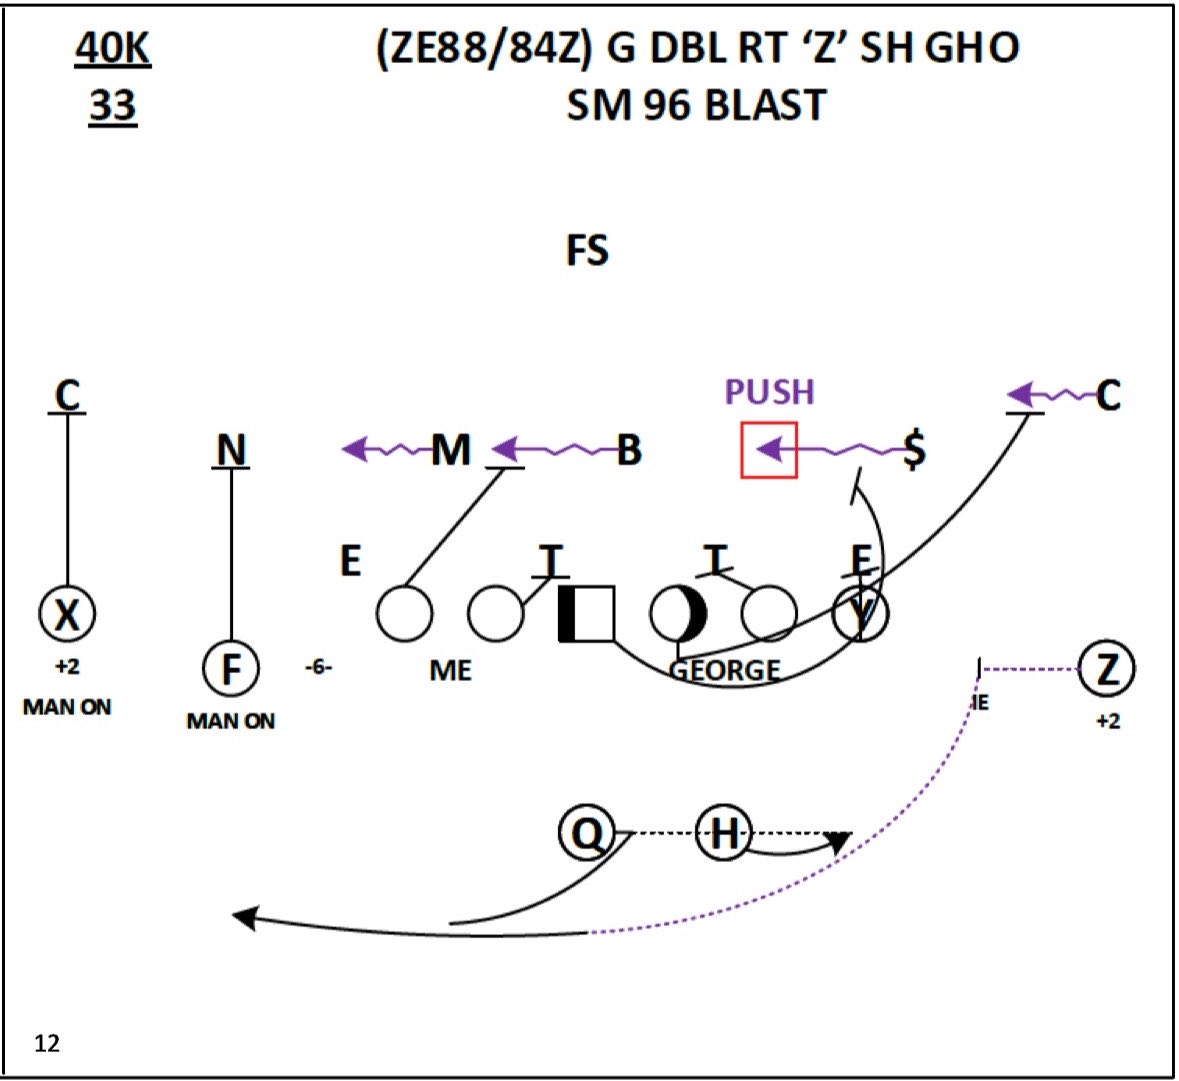 40K (ZE88/84Z) G DBL RT ‘Z’ SH GHO
33 SM 96 BLAST
FS
PUSH
C C
N M B $
E T T E
X Y
F -6- ME GEORGE Z
+2
MAN ON MAN ON IE +2
Q H
12